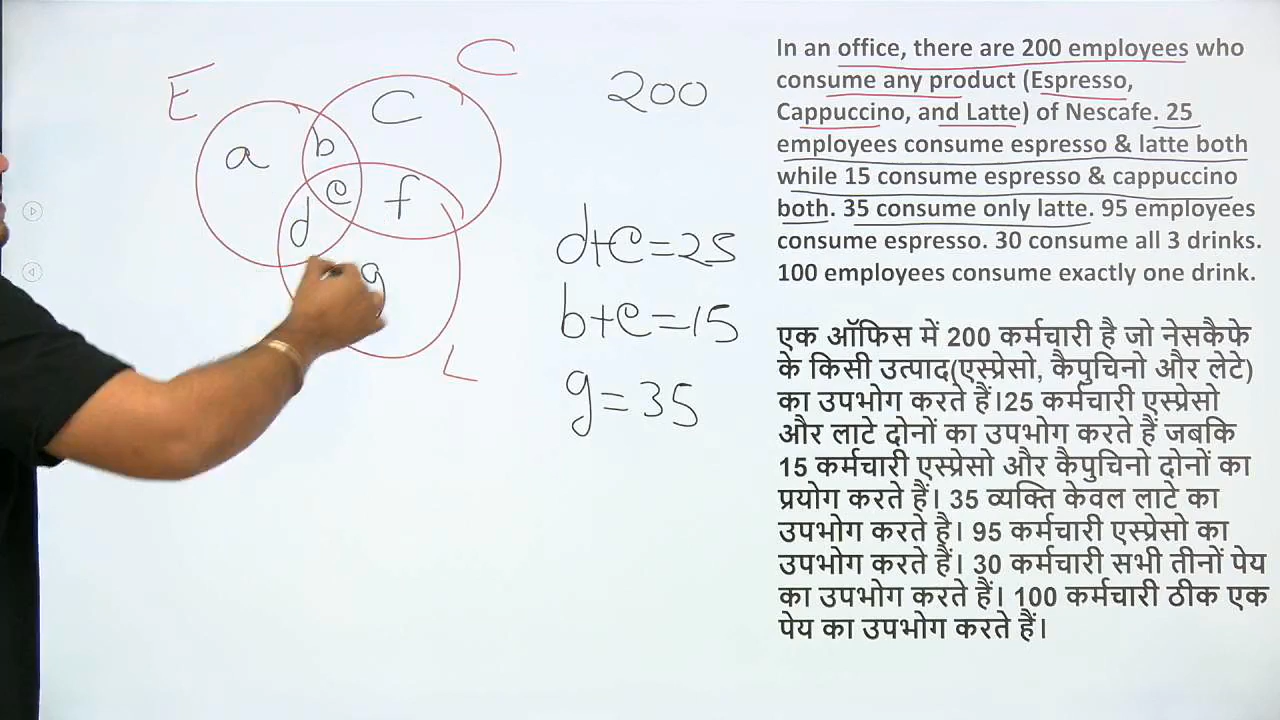 E
C
C
200
a
b
e
f
d
g
L
d+e=25
b+e=15
g=35
In an office, there are 200 employees who
consume any product (Espresso,
Cappuccino, and Latte) of Nescafe. 25
employees consume espresso & latte both
while 15 consume espresso & cappuccino
both. 35 consume only latte. 95 employees
consume espresso. 30 consume all 3 drinks.
100 employees consume exactly one drink.
एक ऑफिस में 200 कर्मचारी है जो नेसकैफे
के किसी उत्पाद(एस्प्रेसो, कैपुचिनो और लेटे)
का उपभोग करते हैं।25 कर्मचारी एस्प्रेसो
और लाटे दोनों का उपभोग करते हैं जबकि
15 कर्मचारी एस्प्रेसो और कैपुचिनो दोनों का
प्रयोग करते हैं। 35 व्यक्ति केवल लाटे का
उपभोग करते है। 95 कर्मचारी एस्प्रेसो का
उपभोग करते हैं। 30 कर्मचारी सभी तीनों पेय
का उपभोग करते हैं। 100 कर्मचारी ठीक एक
पेय का उपभोग करते हैं।